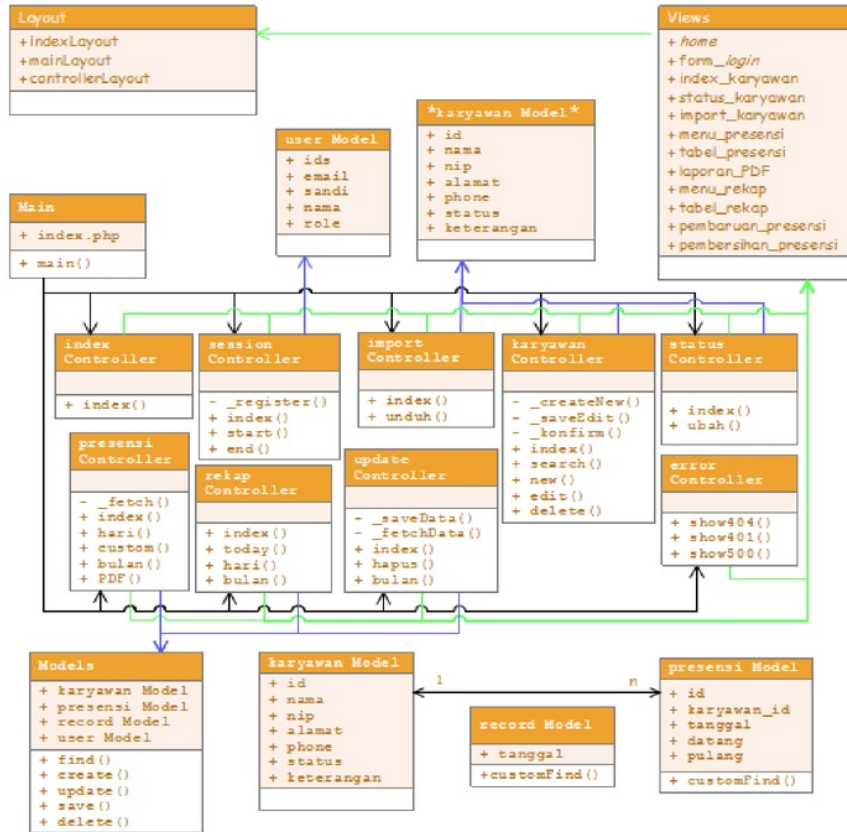 Layout
+indexLayout
+mainLayout
+controllerLayout
Views
+ home
+ form_login
+ index_karyawan
+ status_karyawan
+ import_karyawan
+ menu_presensi
+ tabel_presensi
+ laporan_PDF
+ menu_rekap
+ tabel_rekap
+ pembaruan_presensi
+ pembersihan_presensi
*karyawan Model*
+ id
+ nama
+ nip
+ alamat
+ phone
+ status
+ keterangan
user Model
+ ids
+ email
+ sandi
+ nama
+ role
Main
+ index.php
+ main()
index
Controller
+ index()
session
Controller
- _register()
+ index()
+ start()
+ end()
import
Controller
+ index()
+ unduh()
karyawan
Controller
- _createNew()
- _saveEdit()
- _konfirm()
+ index()
+ search()
+ new()
+ edit()
+ delete()
status
Controller
+ index()
+ ubah()
presensi
Controller
- _fetch()
+ index()
+ hari()
+ custom()
+ bulan()
+ PDF()
rekap
Controller
+ index()
+ today()
+ hari()
+ bulan()
update
Controller
- _saveData()
- _fetchData()
+ index()
+ hapus()
+ bulan()
error
Controller
+ show404()
+ show401()
+ show500()
Models
+ karyawan Model
+ presensi Model
+ record Model
+ user Model
+ find()
+ create()
+ update()
+ save()
+ delete()
karyawan Model
+ id
+ nama
+ nip
+ alamat
+ phone
+ status
+ keterangan
1
n
record Model
+ tanggal
+customFind()
presensi Model
+ id
+ karyawan_id
+ tanggal
+ datang
+ pulang
+ customFind()